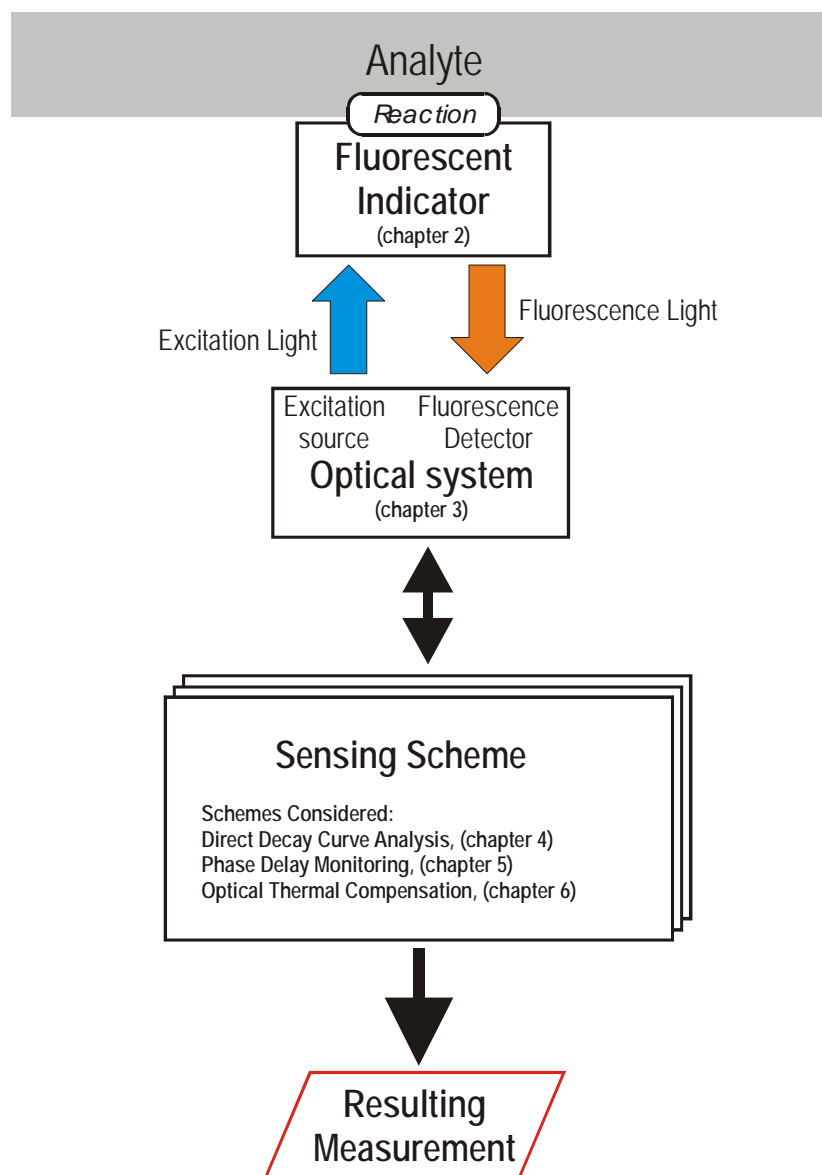 Analyte
Reaction
Fluorescent
Indicator
(chapter 2)
Excitation Light
Fluorescence Light
Excitation
source
Fluorescence
Detector
Optical system
(chapter 3)
Sensing Scheme
Schemes Considered:
Direct Decay Curve Analysis, (chapter 4)
Phase Delay Monitoring, (chapter 5)
Optical Thermal Compensation, (chapter 6)
Resulting
Measurement